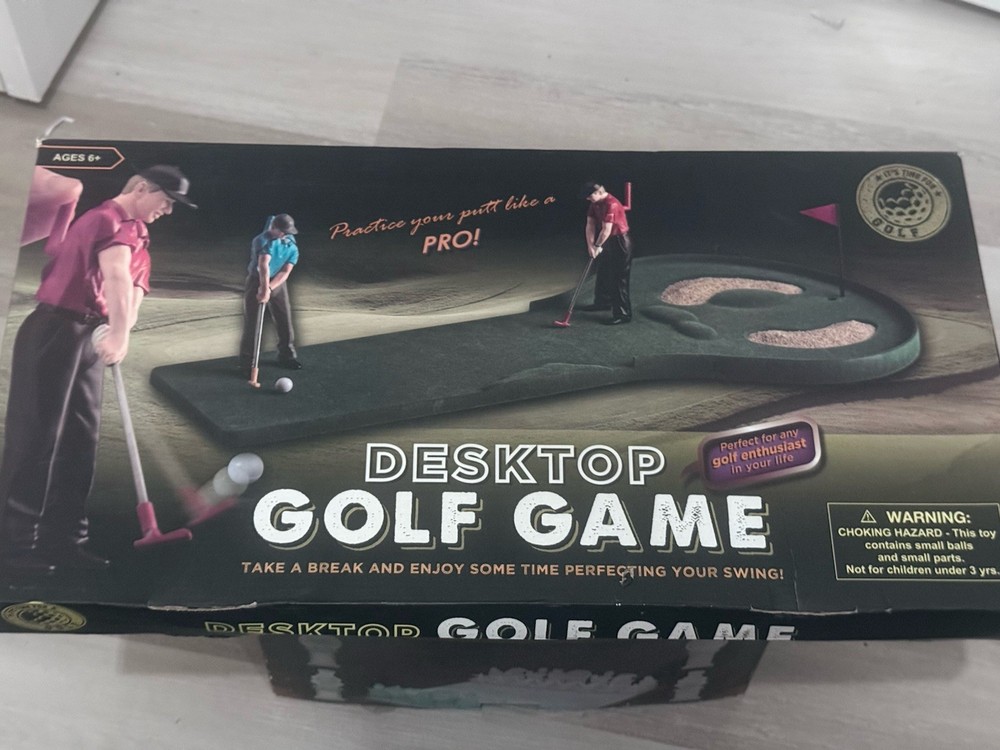 AGES 6+
Practice your putt like a
PRO!
★ IT'S TIME FOR ★
GOLF
Perfect for any
golf enthusiast
in your life
DESKTOP
GOLF GAME
TAKE A BREAK AND ENJOY SOME TIME PERFECTING YOUR SWING!
⚠ WARNING:
CHOKING HAZARD - This toy
contains small balls
and small parts.
Not for children under 3 yrs.
DESKTOP GOLF GAME